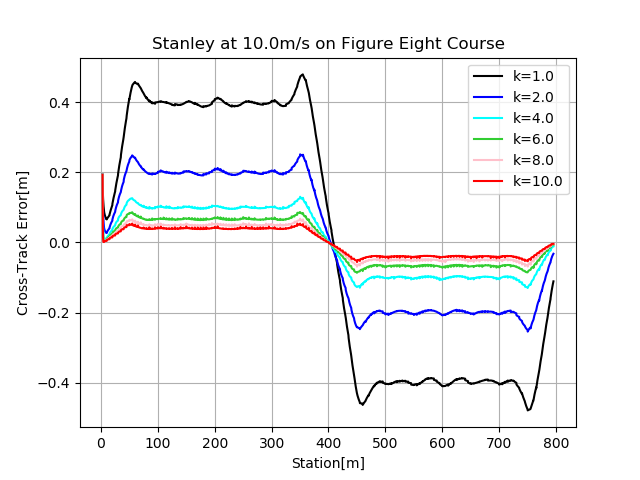 Stanley at 10.0m/s on Figure Eight Course
Cross-Track Error[m]
0.4
0.2
0.0
−0.2
−0.4
k=1.0
k=2.0
k=4.0
k=6.0
k=8.0
k=10.0
0 100 200 300 400 500 600 700 800
Station[m]